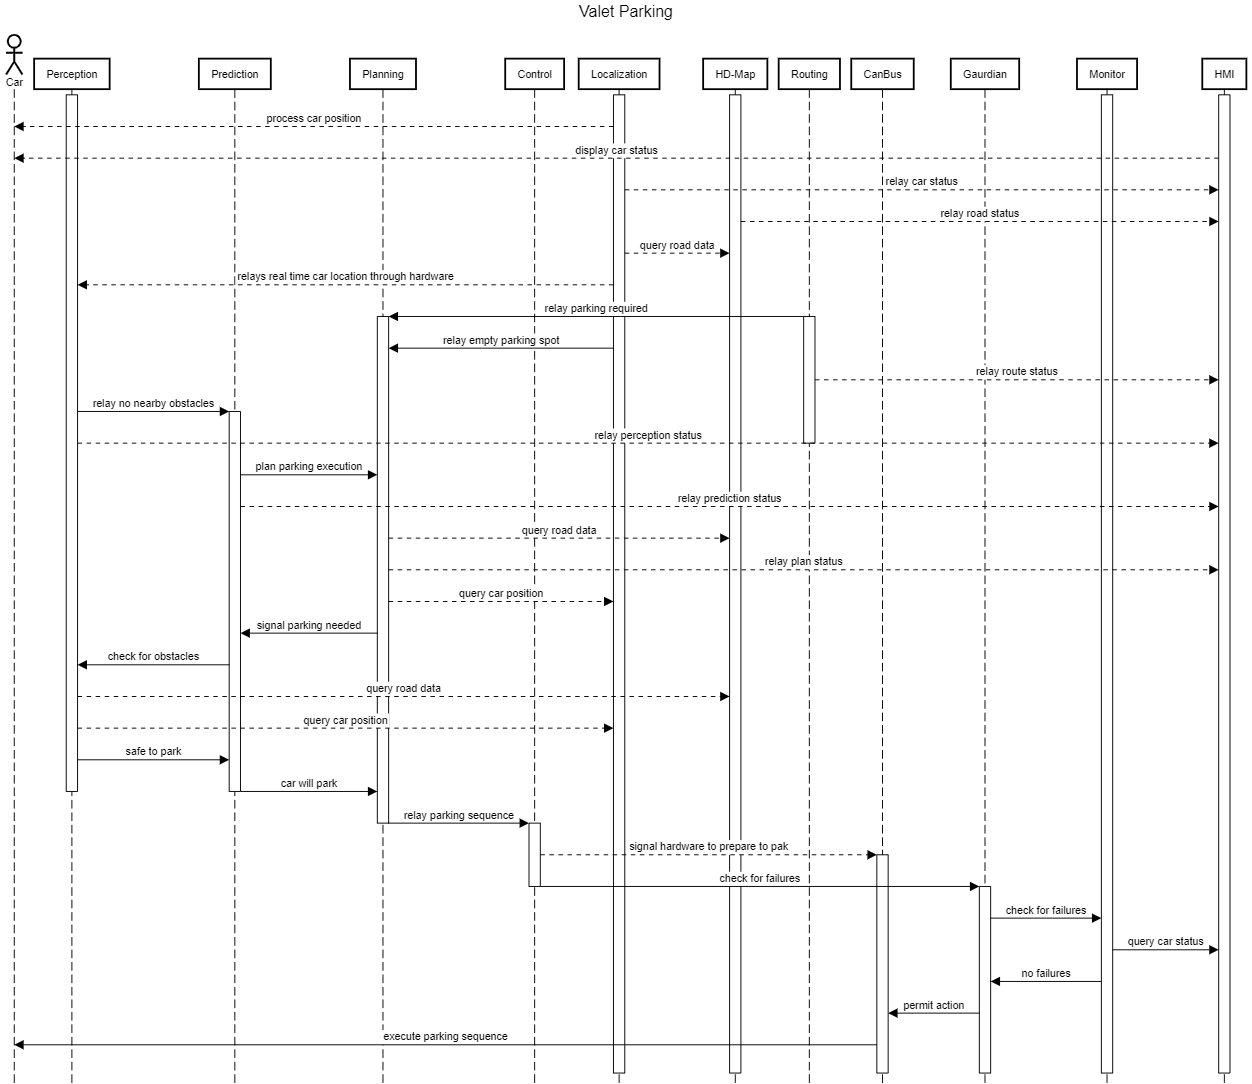 Valet Parking
Car
Perception
Prediction
Planning
Control
Localization
HD-Map
Routing
CanBus
Gaurdian
Monitor
HMI
process car position
display car status
relay car status
relay road status
query road data
relays real time car location through hardware
relay parking required
relay empty parking spot
relay route status
relay no nearby obstacles
relay perception status
plan parking execution
relay prediction status
query road data
relay plan status
query car position
signal parking needed
check for obstacles
query road data
query car position
safe to park
car will park
relay parking sequence
signal hardware to prepare to pak
check for failures
check for failures
query car status
no failures
permit action
execute parking sequence